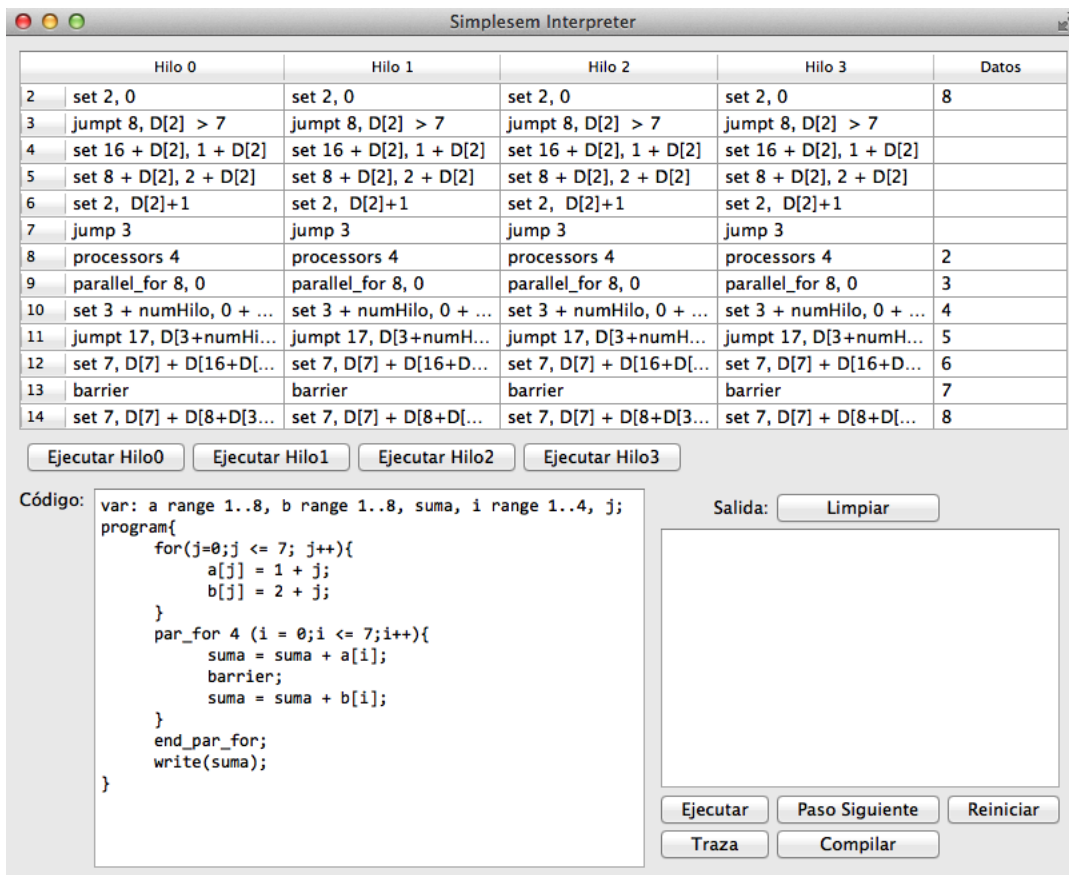 Simplesem Interpreter
Hilo 0 Hilo 1 Hilo 2 Hilo 3 Datos
2 set 2, 0 set 2, 0 set 2, 0 set 2, 0 8
3 jumpt 8, D[2] > 7 jumpt 8, D[2] > 7 jumpt 8, D[2] > 7 jumpt 8, D[2] > 7
4 set 16 + D[2], 1 + D[2] set 16 + D[2], 1 + D[2] set 16 + D[2], 1 + D[2] set 16 + D[2], 1 + D[2]
5 set 8 + D[2], 2 + D[2] set 8 + D[2], 2 + D[2] set 8 + D[2], 2 + D[2] set 8 + D[2], 2 + D[2]
6 set 2, D[2]+1 set 2, D[2]+1 set 2, D[2]+1 set 2, D[2]+1
7 jump 3 jump 3 jump 3 jump 3
8 processors 4 processors 4 processors 4 processors 4 2
9 parallel_for 8, 0 parallel_for 8, 0 parallel_for 8, 0 parallel_for 8, 0 3
10 set 3 + numHilo, 0 + ... set 3 + numHilo, 0 + ... set 3 + numHilo, 0 + ... set 3 + numHilo, 0 + ... 4
11 jumpt 17, D[3+numHi... jumpt 17, D[3+numH... jumpt 17, D[3+numH... jumpt 17, D[3+numH... 5
12 set 7, D[7] + D[16+D[... set 7, D[7] + D[16+D... set 7, D[7] + D[16+D[... set 7, D[7] + D[16+D... 6
13 barrier barrier barrier barrier 7
14 set 7, D[7] + D[8+D[3... set 7, D[7] + D[8+D[... set 7, D[7] + D[8+D[3... set 7, D[7] + D[8+D[... 8
Ejecutar Hilo0 Ejecutar Hilo1 Ejecutar Hilo2 Ejecutar Hilo3
Código:
var: a range 1..8, b range 1..8, suma, i range 1..4, j;
program{
for(j=0;j <= 7; j++){
a[j] = 1 + j;
b[j] = 2 + j;
}
par_for 4 (i = 0;i <= 7;i++){
suma = suma + a[i];
barrier;
suma = suma + b[i];
}
end_par_for;
write(suma);
}
Salida: Limpiar
Ejecutar Paso Siguiente Reiniciar
Traza Compilar